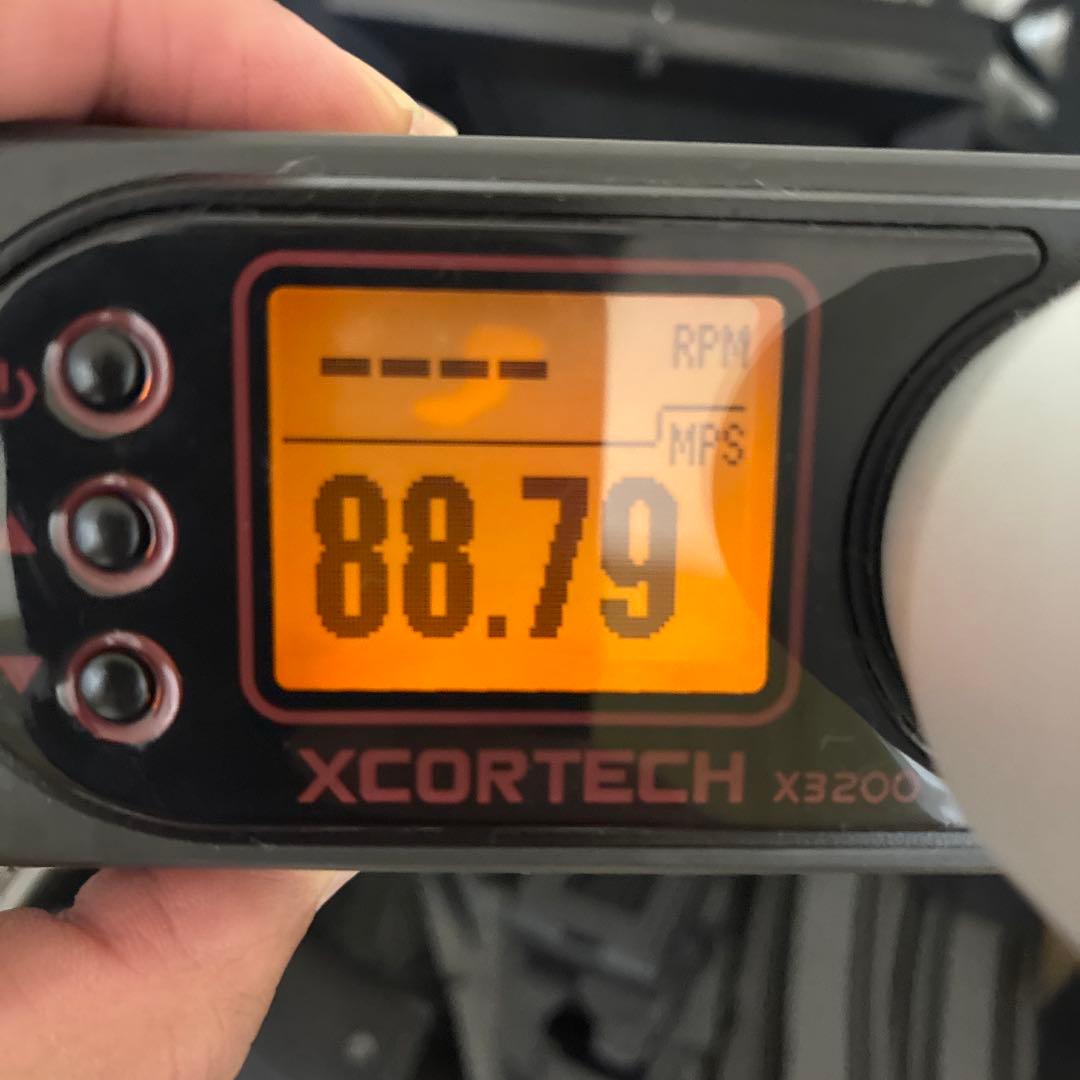 ---- RPM
MPS
88.79
XCORTECH X3200